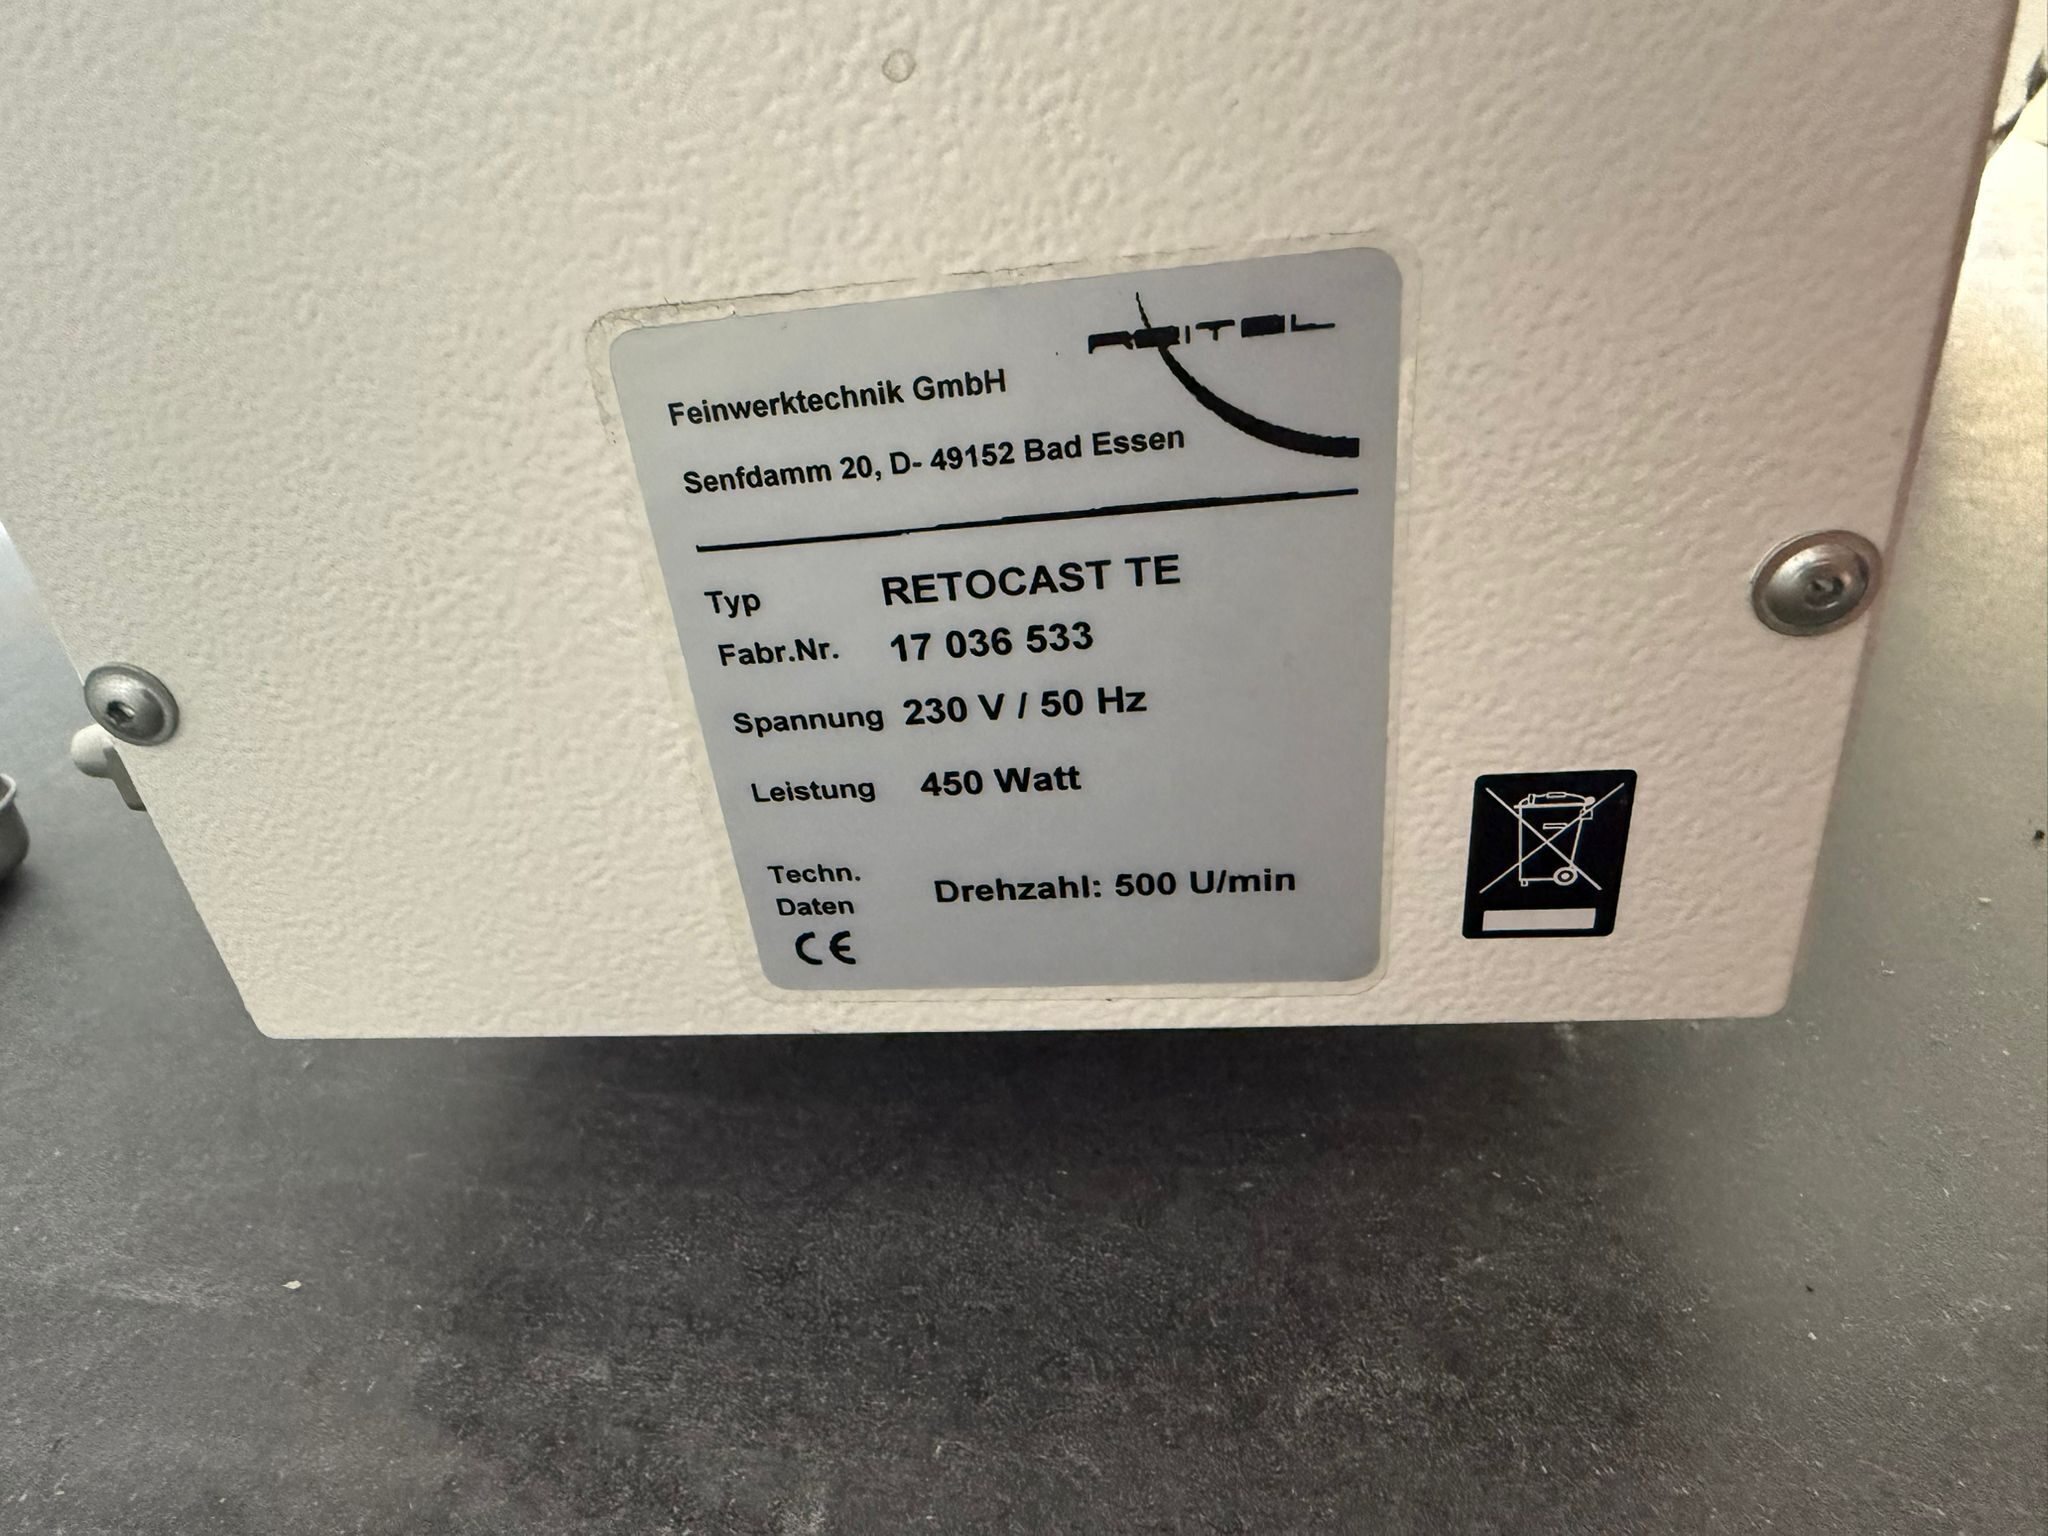 REITEL
Feinwerktechnik GmbH
Senfdamm 20, D- 49152 Bad Essen
Typ RETOCAST TE
Fabr.Nr. 17 036 533
Spannung 230 V / 50 Hz
Leistung 450 Watt
Techn.
Daten Drehzahl: 500 U/min
CE